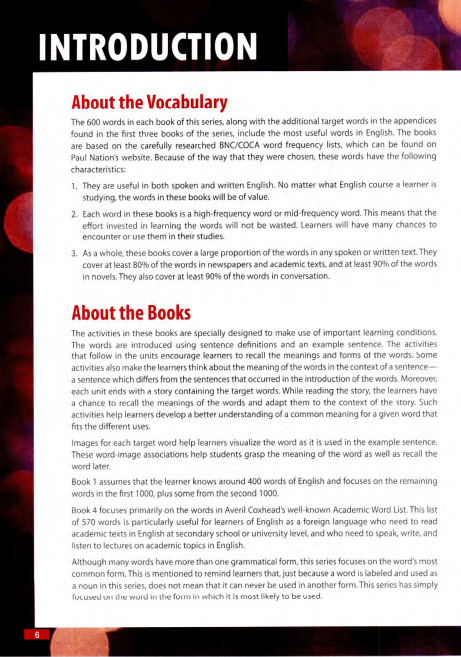 INTRODUCTION
About the Vocabulary
The 600 words in each book of this series, along with the additional target words in the appendices
found in the first three books of the series, include the most useful words in English. The books
are based on the carefully researched BNC/COCA word frequency lists, which can be found on
Paul Nation's website. Because of the way that they were chosen, these words have the following
characteristics:
1. They are useful in both spoken and written English. No matter what English course a learner is
studying, the words in these books will be of value.
2. Each word in these books is a high-frequency word or mid-frequency word. This means that the
effort invested in learning the words will not be wasted. Learners will have many chances to
encounter or use them in their studies.
3. As a whole, these books cover a large proportion of the words in any spoken or written text. They
cover at least 80% of the words in newspapers and academic texts, and at least 90% of the words
in novels. They also cover at least 90% of the words in conversation.
About the Books
The activities in these books are specially designed to make use of important learning conditions.
The words are introduced using sentence definitions and an example sentence. The activities
that follow in the units encourage learners to recall the meanings and forms of the words. Some
activities also make the learners think about the meaning of the words in the context of a sentence—
a sentence which differs from the sentences that occurred in the introduction of the words. Moreover,
each unit ends with a story containing the target words. While reading the story, the learners have
a chance to recall the meanings of the words and adapt them to the context of the story. Such
activities help learners develop a better understanding of a common meaning for a given word that
fits the different uses.
Images for each target word help learners visualize the word as it is used in the example sentence.
These word-image associations help students grasp the meaning of the word as well as recall the
word later.
Book 1 assumes that the learner knows around 400 words of English and focuses on the remaining
words in the first 1000, plus some from the second 1000.
Book 4 focuses primarily on the words in Averil Coxhead's well-known Academic Word List. This list
of 570 words is particularly useful for learners of English as a foreign language who need to read
academic texts in English at secondary school or university level, and who need to speak, write, and
listen to lectures on academic topics in English.
Although many words have more than one grammatical form, this series focuses on the word's most
common form. This is mentioned to remind learners that, just because a word is labeled and used as
a noun in this series, does not mean that it can never be used in another form. This series has simply
focused on the word in the form in which it is most likely to be used.
6